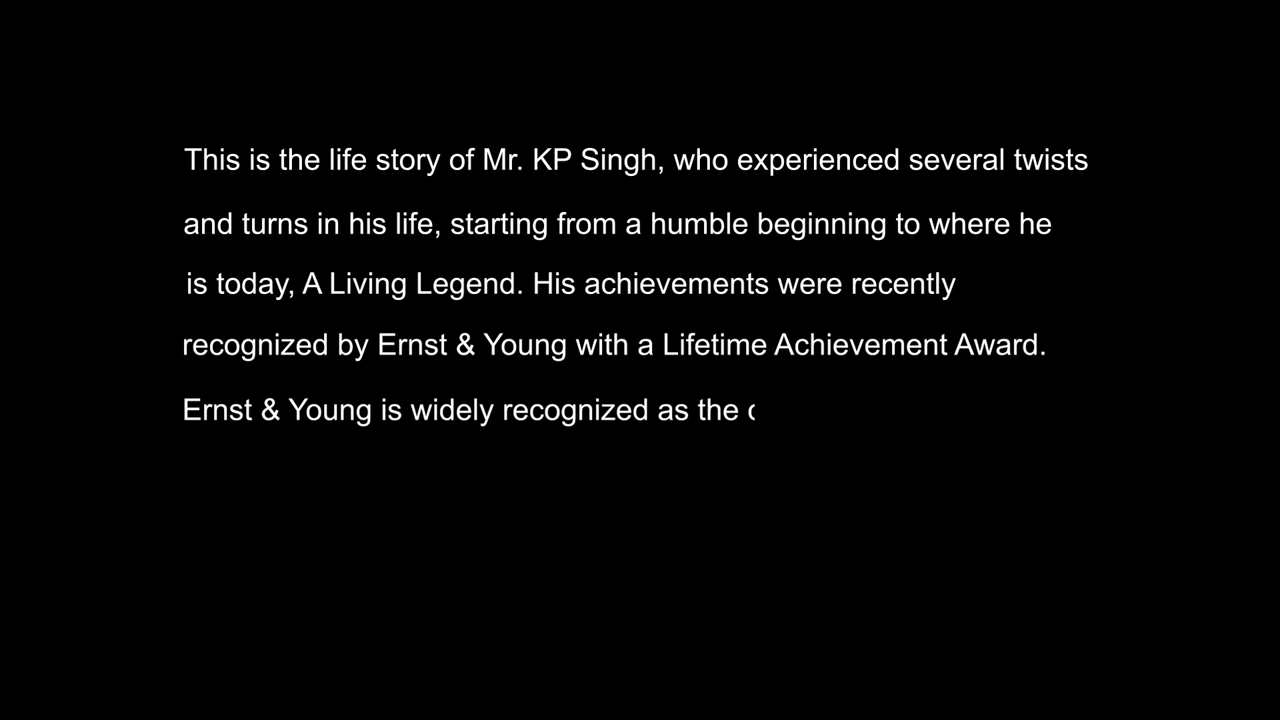 This is the life story of Mr. KP Singh, who experienced several twists
and turns in his life, starting from a humble beginning to where he
is today, A Living Legend. His achievements were recently
recognized by Ernst & Young with a Lifetime Achievement Award.
Ernst & Young is widely recognized as the